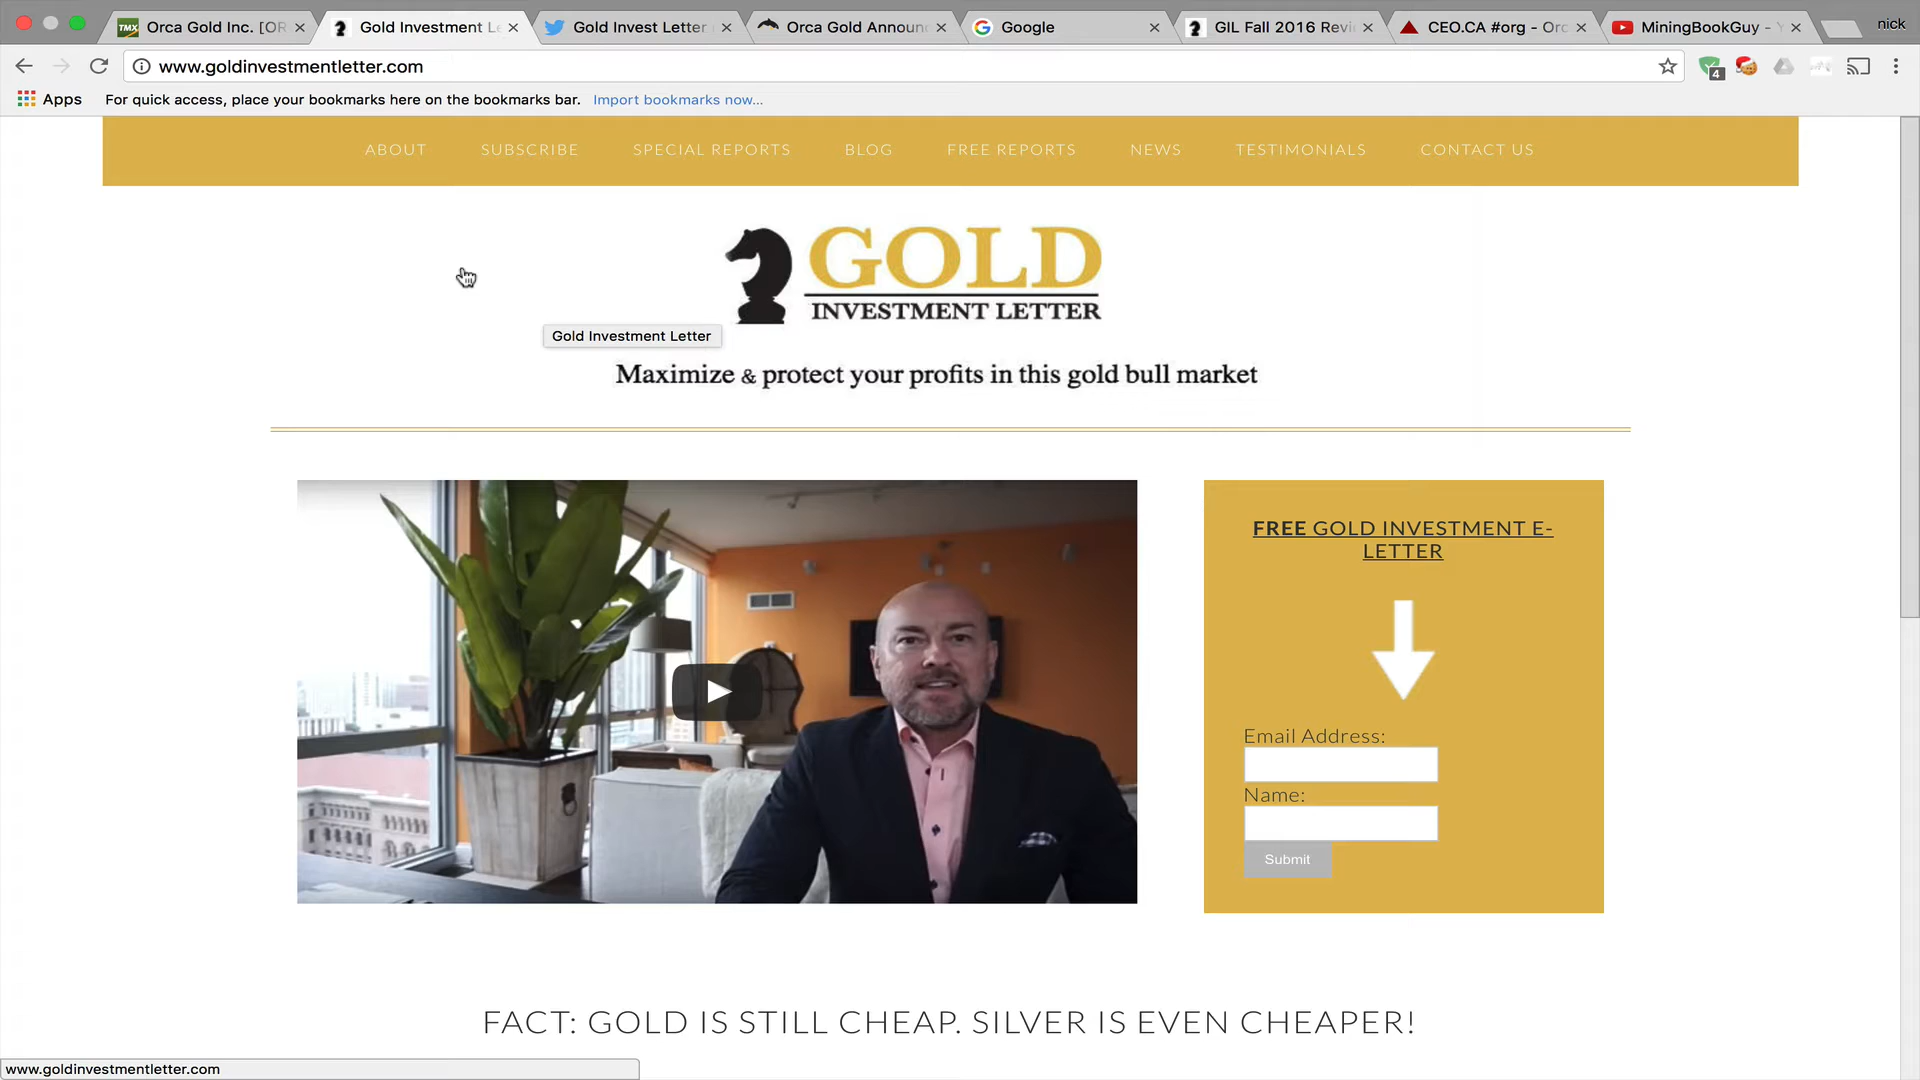 Orca Gold Inc. [OR
Gold Investment Le
Gold Invest Letter
Orca Gold Announ
Google
GIL Fall 2016 Revi
CEO.CA #org - Orc
MiningBookGuy - Y
nick
www.goldinvestmentletter.com
4
Apps
For quick access, place your bookmarks here on the bookmarks bar. Import bookmarks now...
ABOUT SUBSCRIBE SPECIAL REPORTS BLOG FREE REPORTS NEWS TESTIMONIALS CONTACT US
GOLD
INVESTMENT LETTER
Gold Investment Letter
Maximize & protect your profits in this gold bull market
FREE GOLD INVESTMENT E-
LETTER
Email Address:
Name:
Submit
FACT: GOLD IS STILL CHEAP. SILVER IS EVEN CHEAPER!
www.goldinvestmentletter.com